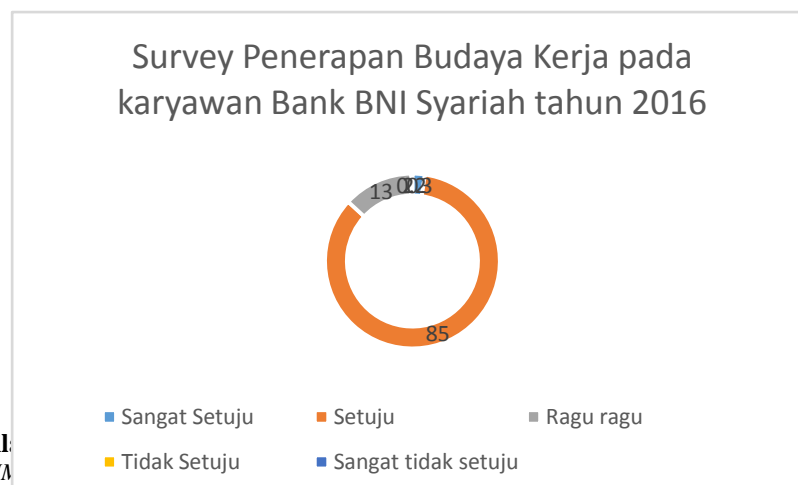 Survey Penerapan Budaya Kerja pada
karyawan Bank BNI Syariah tahun 2016
13
85
Sangat Setuju
Setuju
Ragu ragu
Tidak Setuju
Sangat tidak setuju